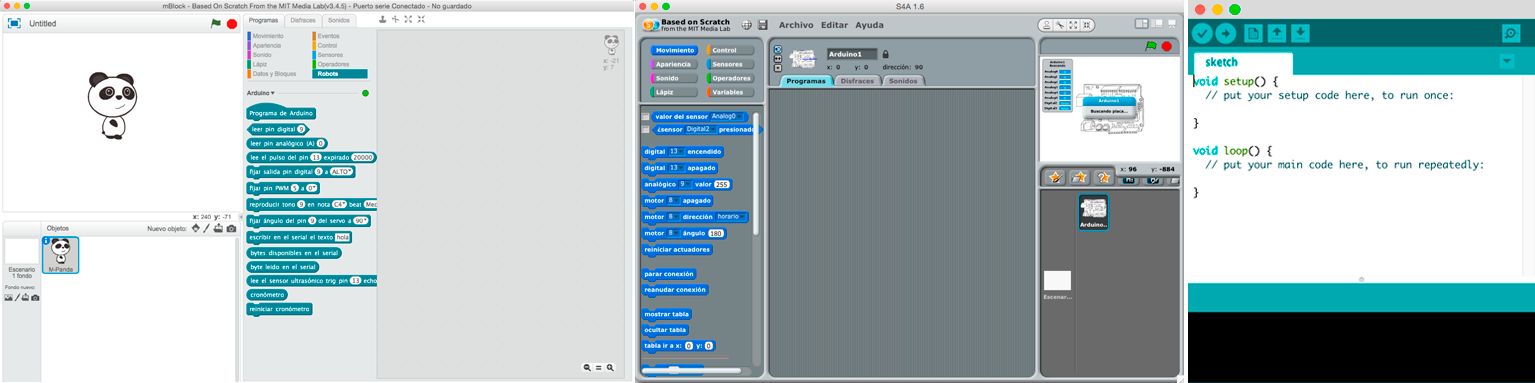 mBlock - Based On Scratch From the MIT Media Lab(v3.4.5) - Puerto serie Conectado - No guardado
Untitled
x: 240 y: -71
Objetos
Nuevo objeto:
Escenario
1 fondo
Fondo nuevo:
M-Panda
Programas Disfraces Sonidos
Movimiento Eventos
Apariencia Control
Sonido Sensores
Lápiz Operadores
Datos y Bloques Robots
Arduino
Programa de Arduino
leer pin digital 9
leer pin analógico (A) 0
lee el pulso del pin 13 expirado 20000
fijar salida pin digital 9 a ALTO
fijar pin PWM 5 a 0
reproducir tono 9 en nota C4 beat Med
fijar ángulo del pin 9 del servo a 90
escribir en el serial el texto hola
bytes disponibles en el serial
byte leído en el serial
lee el sensor ultrasónico trig pin 13 echo
cronómetro
reiniciar cronómetro
x: -21
y: 7
S4A 1.6
Based on Scratch
from the MIT Media Lab
Archivo Editar Ayuda
Movimiento Control
Apariencia Sensores
Sonido Operadores
Lápiz Variables
valor del sensor Analog0
¿sensor Digital2 presionado
digital 13 encendido
digital 13 apagado
analógico 9 valor 255
motor 8 apagado
motor 8 dirección horario
motor 8 ángulo 180
reiniciar actuadores
parar conexión
reanudar conexión
mostrar tabla
ocultar tabla
tabla ir a x: 0 y: 0
Arduino1
x: 0 y: 0 dirección: 90
Programas Disfraces Sonidos
Arduino1
Buscando placa...
x: 96 y: -884
Arduino...
Escenar...
sketch
void setup() {
// put your setup code here, to run once:
}
void loop() {
// put your main code here, to run repeatedly:
}